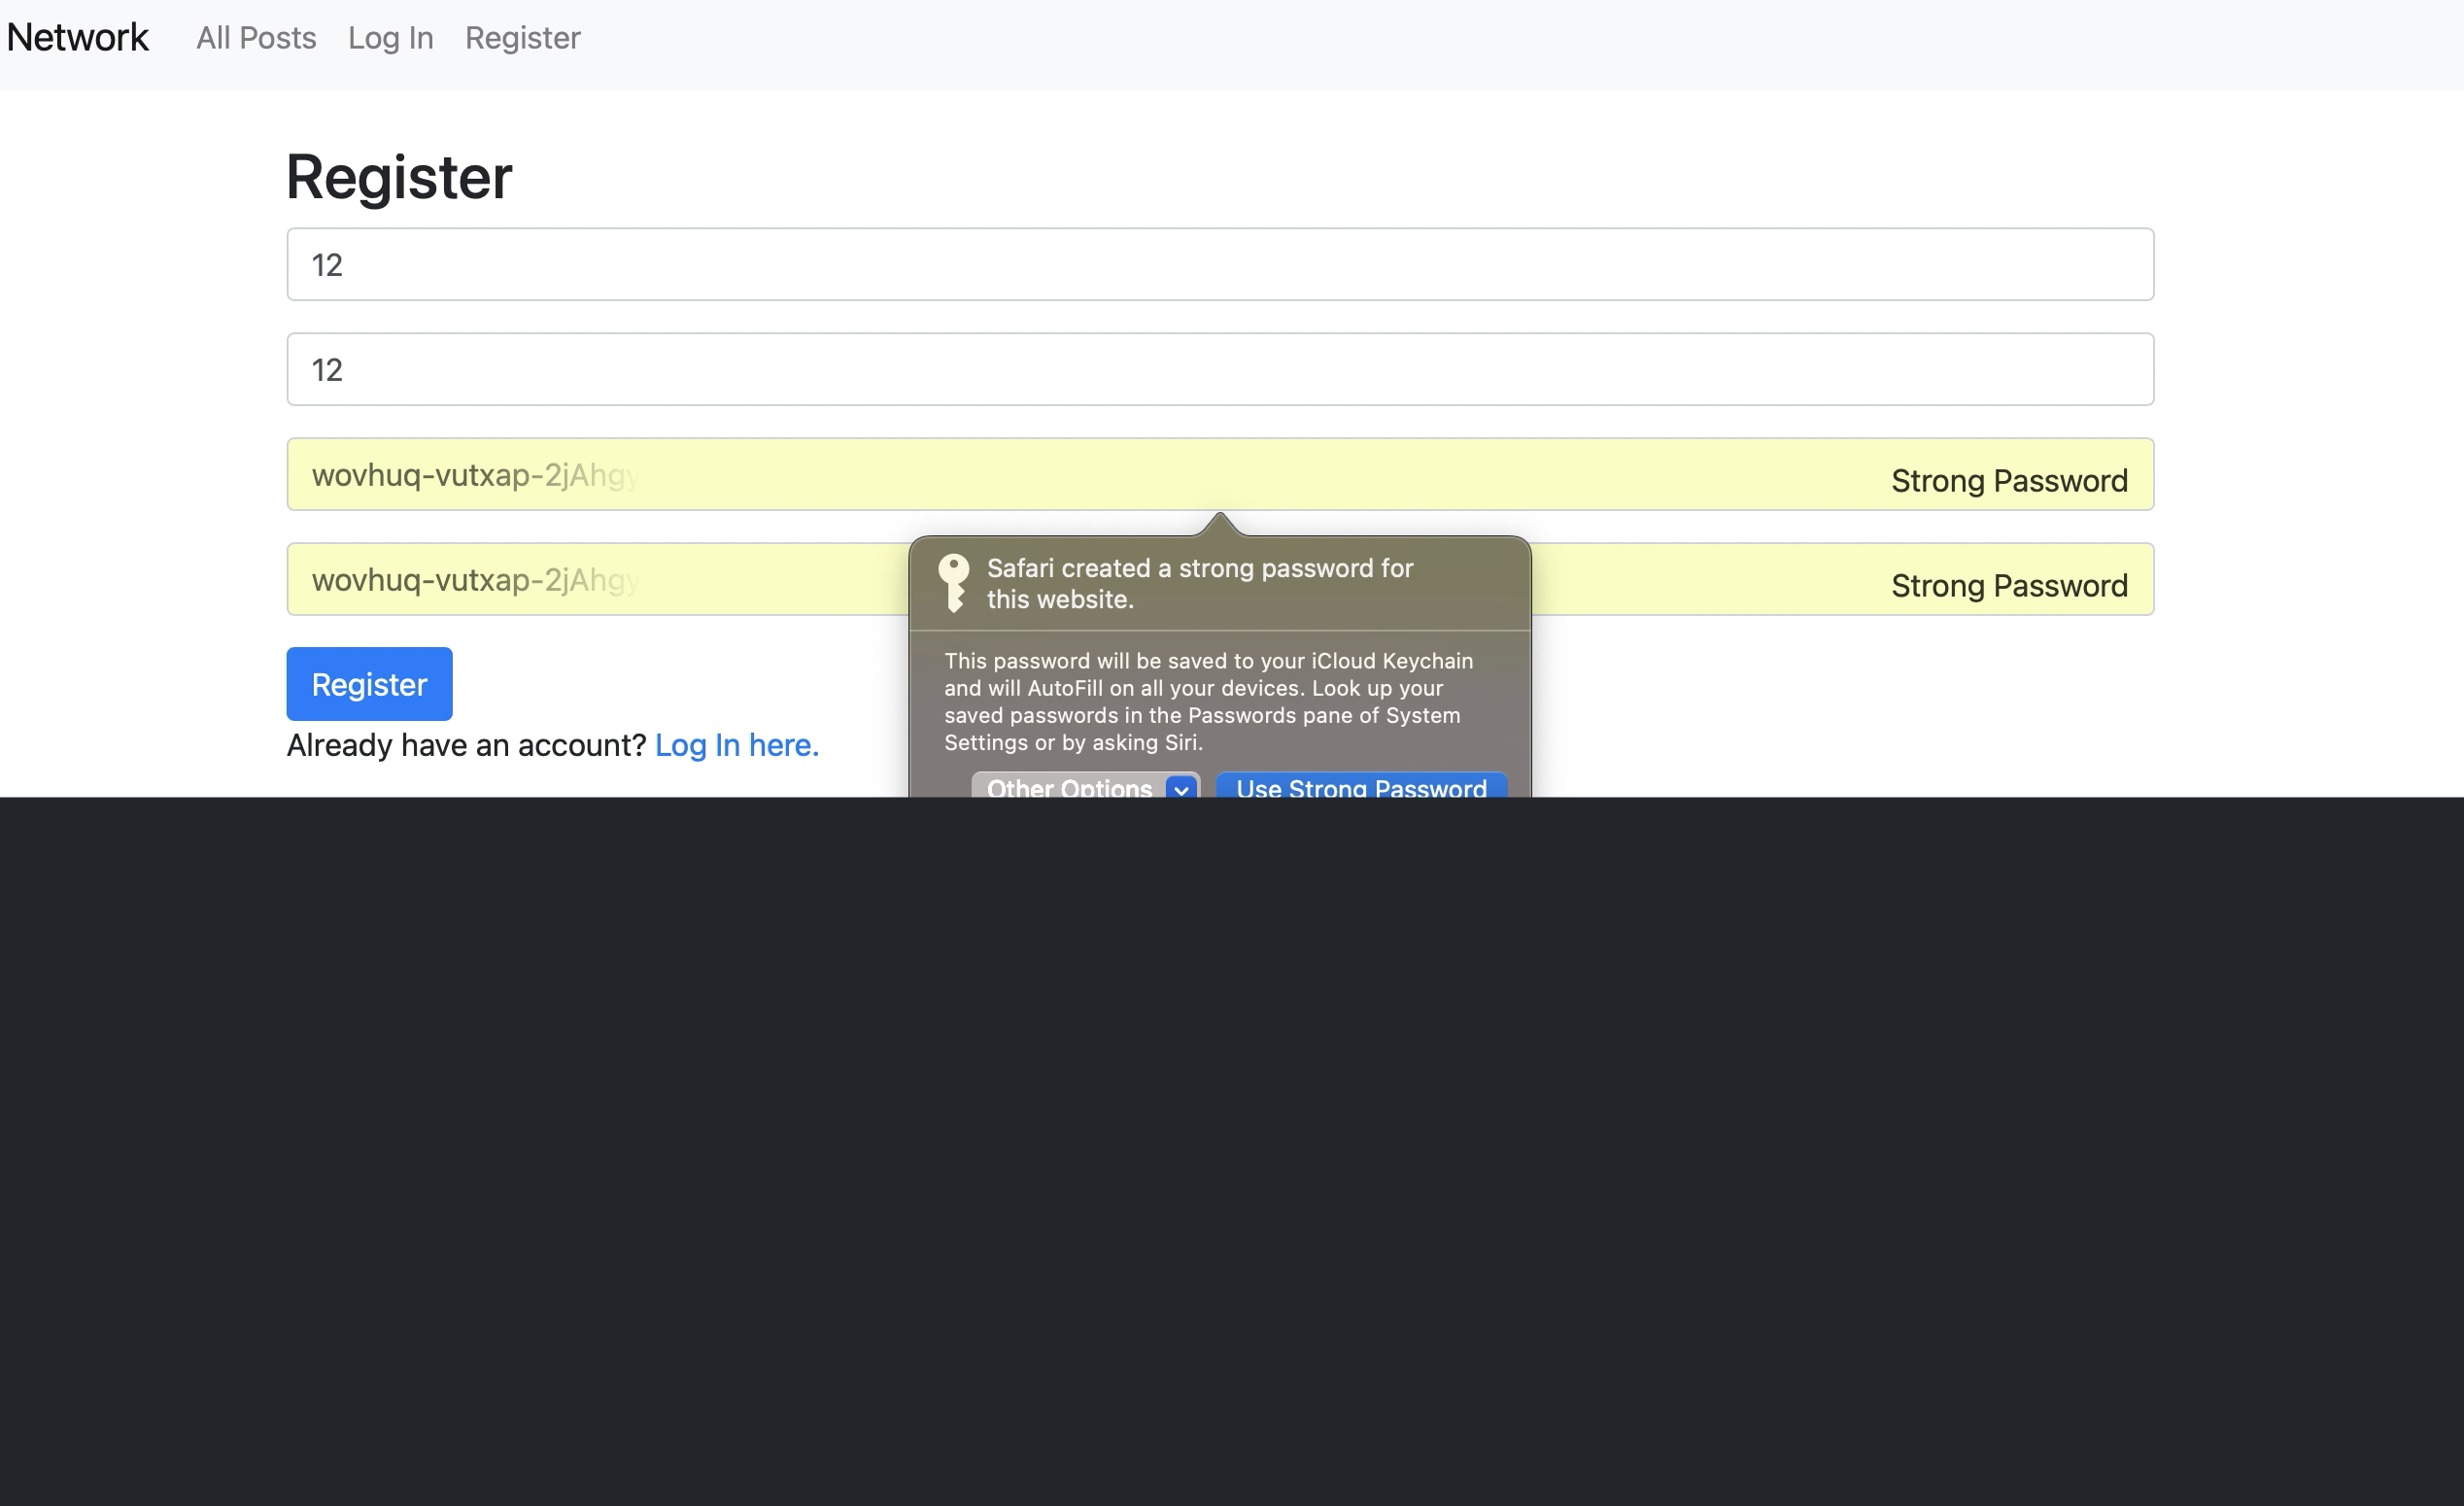 Network All Posts Log In Register
Register
12
12
wovhuq-vutxap-2jAhgy Strong Password
wovhuq-vutxap-2jAhgy Strong Password
Safari created a strong password for
this website.
This password will be saved to your iCloud Keychain
and will AutoFill on all your devices. Look up your
saved passwords in the Passwords pane of System
Settings or by asking Siri.
Other Options Use Strong Password
Register
Already have an account? Log In here.